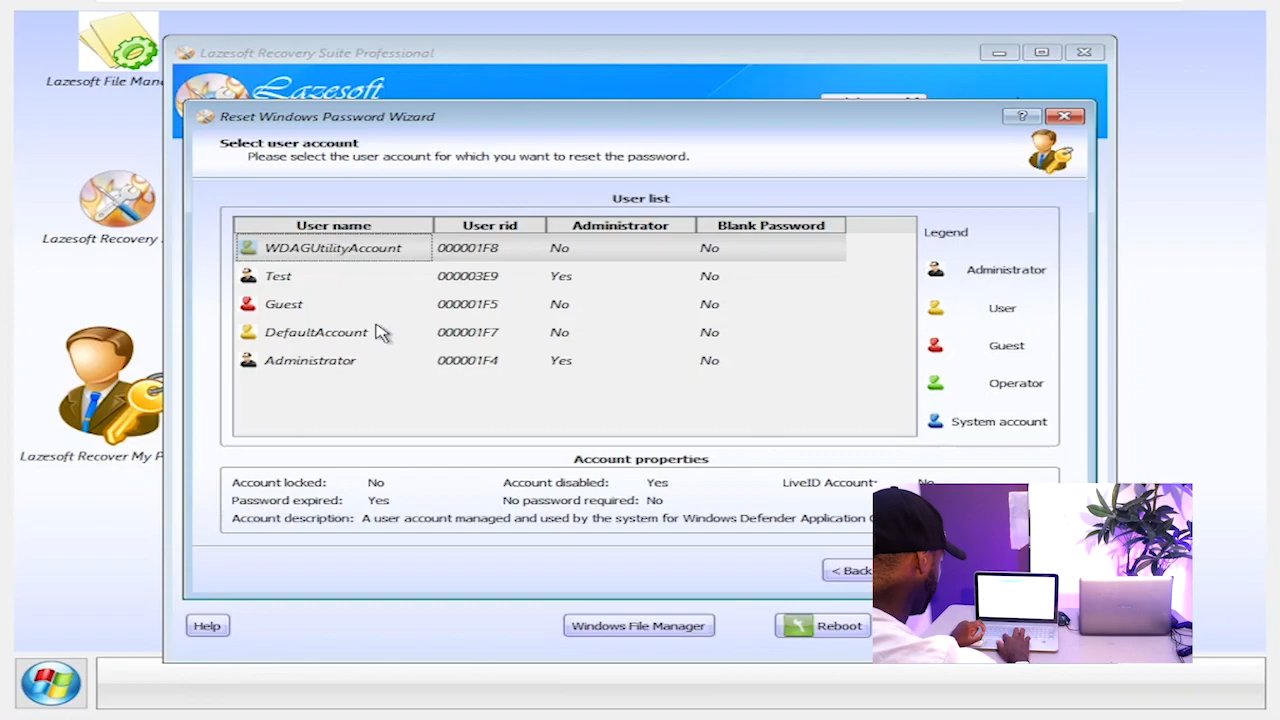 Lazesoft File Mana
Lazesoft Recovery Suite Professional
Lazesoft
Reset Windows Password Wizard
?
Select user account
Please select the user account for which you want to reset the password.
User list
User name User rid Administrator Blank Password
WDAGUtilityAccount 000001F8 No No
Test 000003E9 Yes No
Guest 000001F5 No No
DefaultAccount 000001F7 No No
Administrator 000001F4 Yes No
Legend
Administrator
User
Guest
Operator
System account
Lazesoft Recovery
Lazesoft Recover My P
Account properties
Account locked: No Account disabled: Yes LiveID Account: No
Password expired: Yes No password required: No
Account description: A user account managed and used by the system for Windows Defender Application
< Back
Help Windows File Manager Reboot